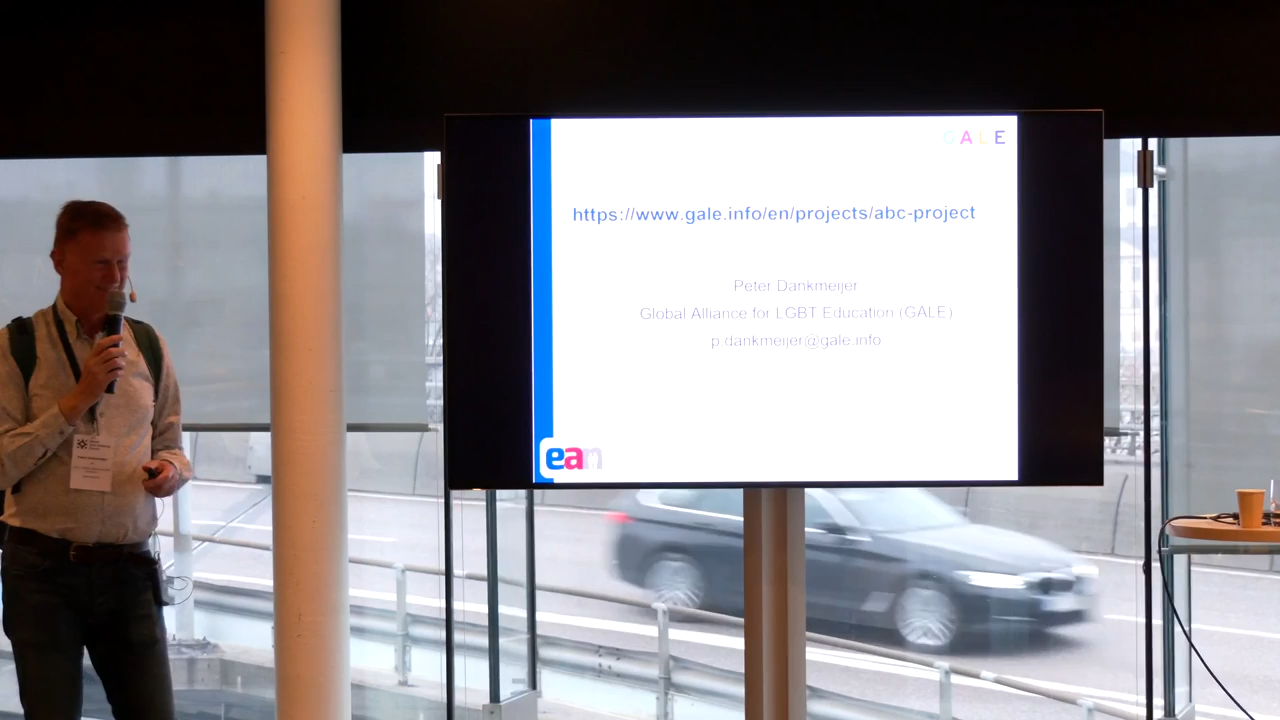 GALE
https://www.gale.info/en/projects/abc-project
Peter Dankmeijer
Global Alliance for LGBT Education (GALE)
p.dankmeijer@gale.info
ean